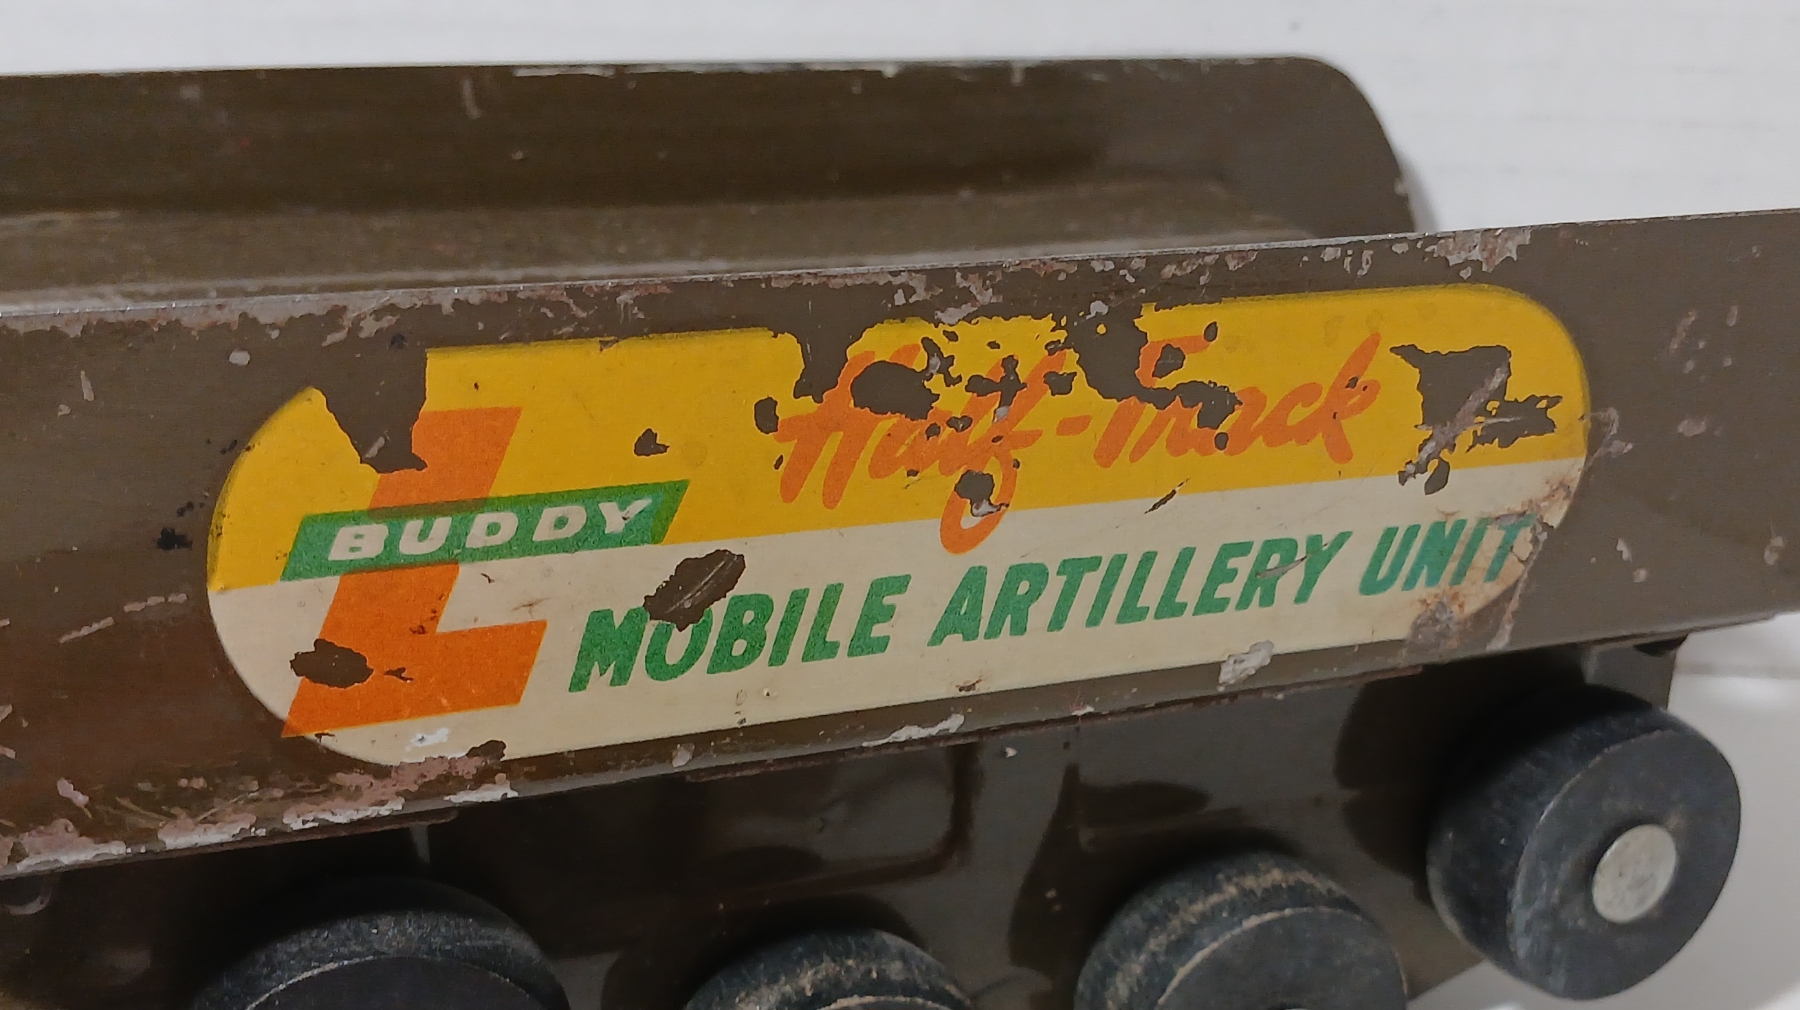 Half-Track
L
BUDDY
MOBILE ARTILLERY UNIT